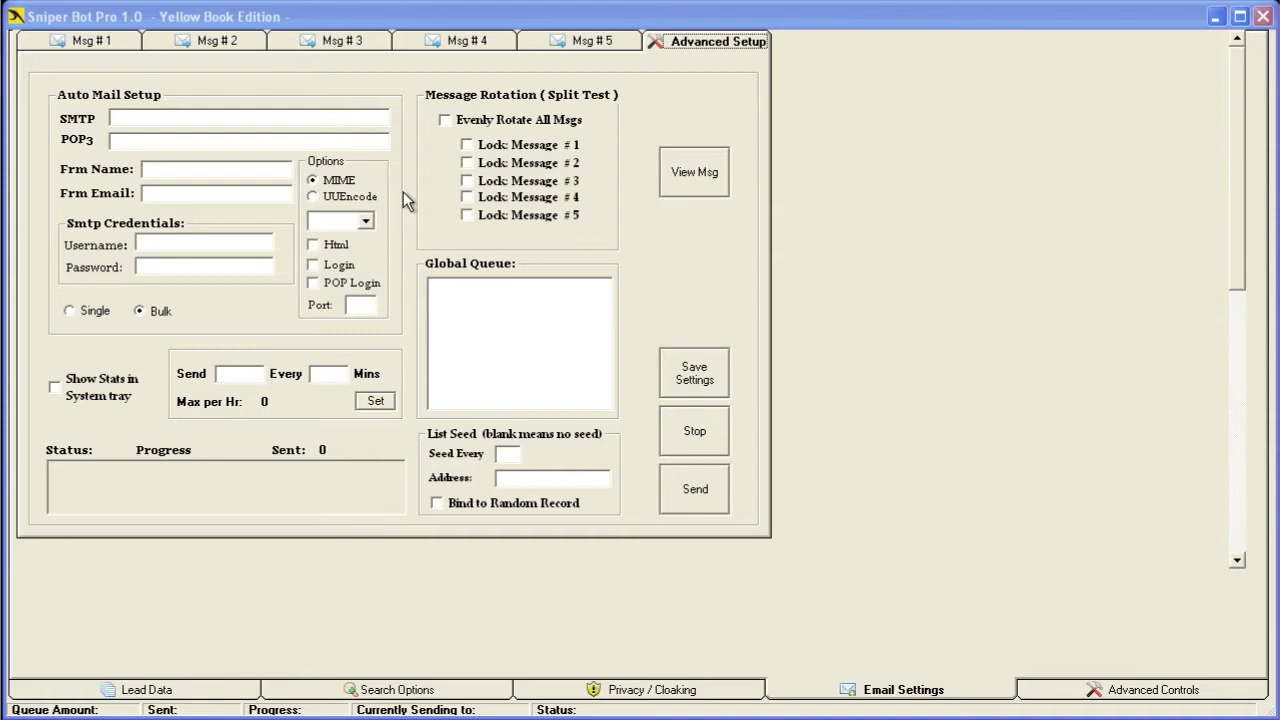 Sniper Bot Pro 1.0 - Yellow Book Edition -
Msg # 1
Msg # 2
Msg # 3
Msg # 4
Msg # 5
Advanced Setup
Auto Mail Setup
SMTP
POP3
Frm Name:
Frm Email:
Smtp Credentials:
Username:
Password:
Single
Bulk
Options
MIME
UUEncode
Html
Login
POP Login
Port:
Message Rotation ( Split Test )
Evenly Rotate All Msgs
Lock: Message # 1
Lock: Message # 2
Lock: Message # 3
Lock: Message # 4
Lock: Message # 5
View Msg
Global Queue:
Show Stats in
System tray
Send Every Mins
Max per Hr: 0
Set
Status: Progress Sent: 0
List Seed (blank means no seed)
Seed Every
Address:
Bind to Random Record
Save
Settings
Stop
Send
Lead Data
Search Options
Privacy / Cloaking
Email Settings
Advanced Controls
Queue Amount: Sent: Progress: Currently Sending to: Status: